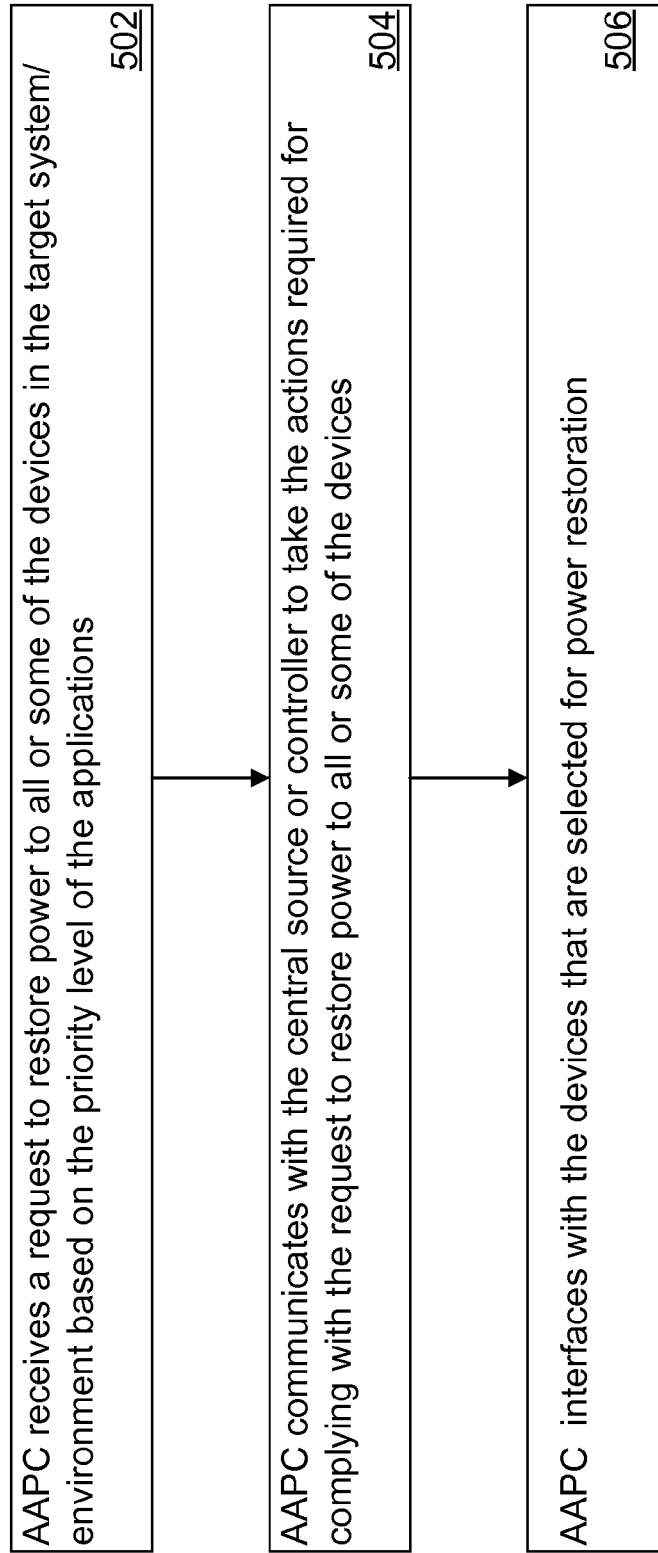 AAPC receives a request to restore power to all or some of the devices in the target system/
environment based on the priority level of the applications
502
AAPC communicates with the central source or controller to take the actions required for
complying with the request to restore power to all or some of the devices
504
AAPC interfaces with the devices that are selected for power restoration
506